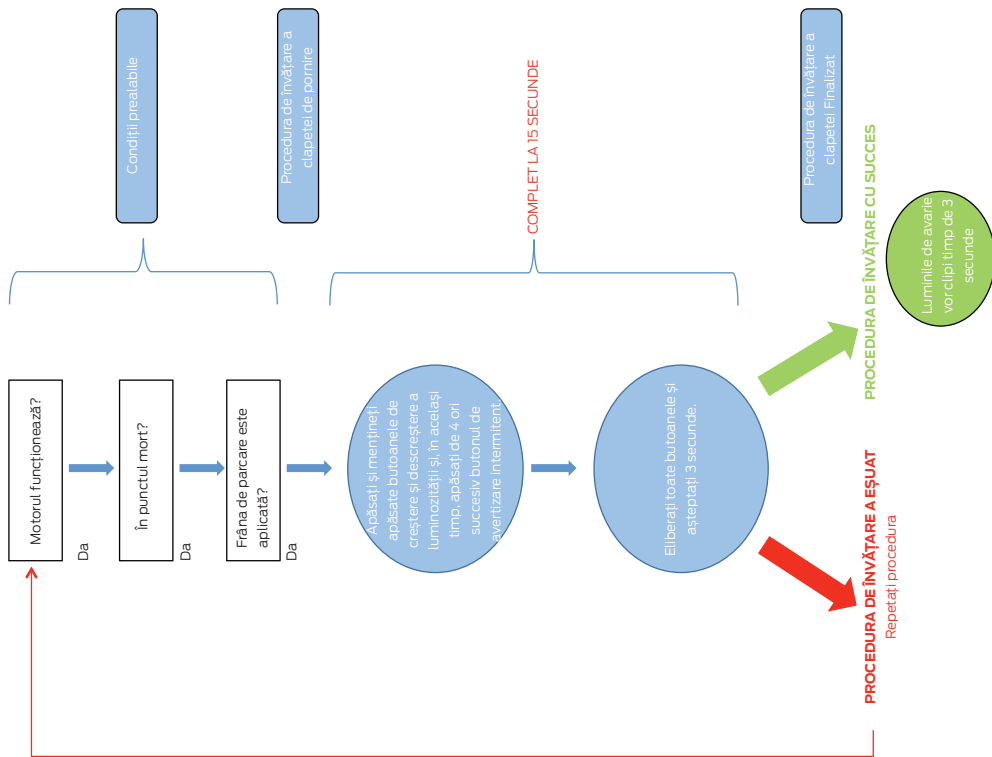 Motorul funcționează?
Da
În punctul mort?
Da
Frâna de parcare este
aplicată?
Da
Condiții prealabile
Procedura de învățare a
clapetei de pornire
Apăsați și mențineți
apăsate butoanele de
creștere și descreștere a
luminozității și, în același
timp, apăsați de 4 ori
succesiv butonul de
avertizare intermitent.
Eliberați toate butoanele și
așteptați 3 secunde.
COMPLET LA 15 SECUNDE
Procedura de învățare a
clapetei Finalizat
PROCEDURA DE ÎNVĂȚARE A EȘUAT
Repetați procedura
PROCEDURA DE ÎNVĂȚARE CU SUCCES
Luminile de avarie
vor clipi timp de 3
secunde